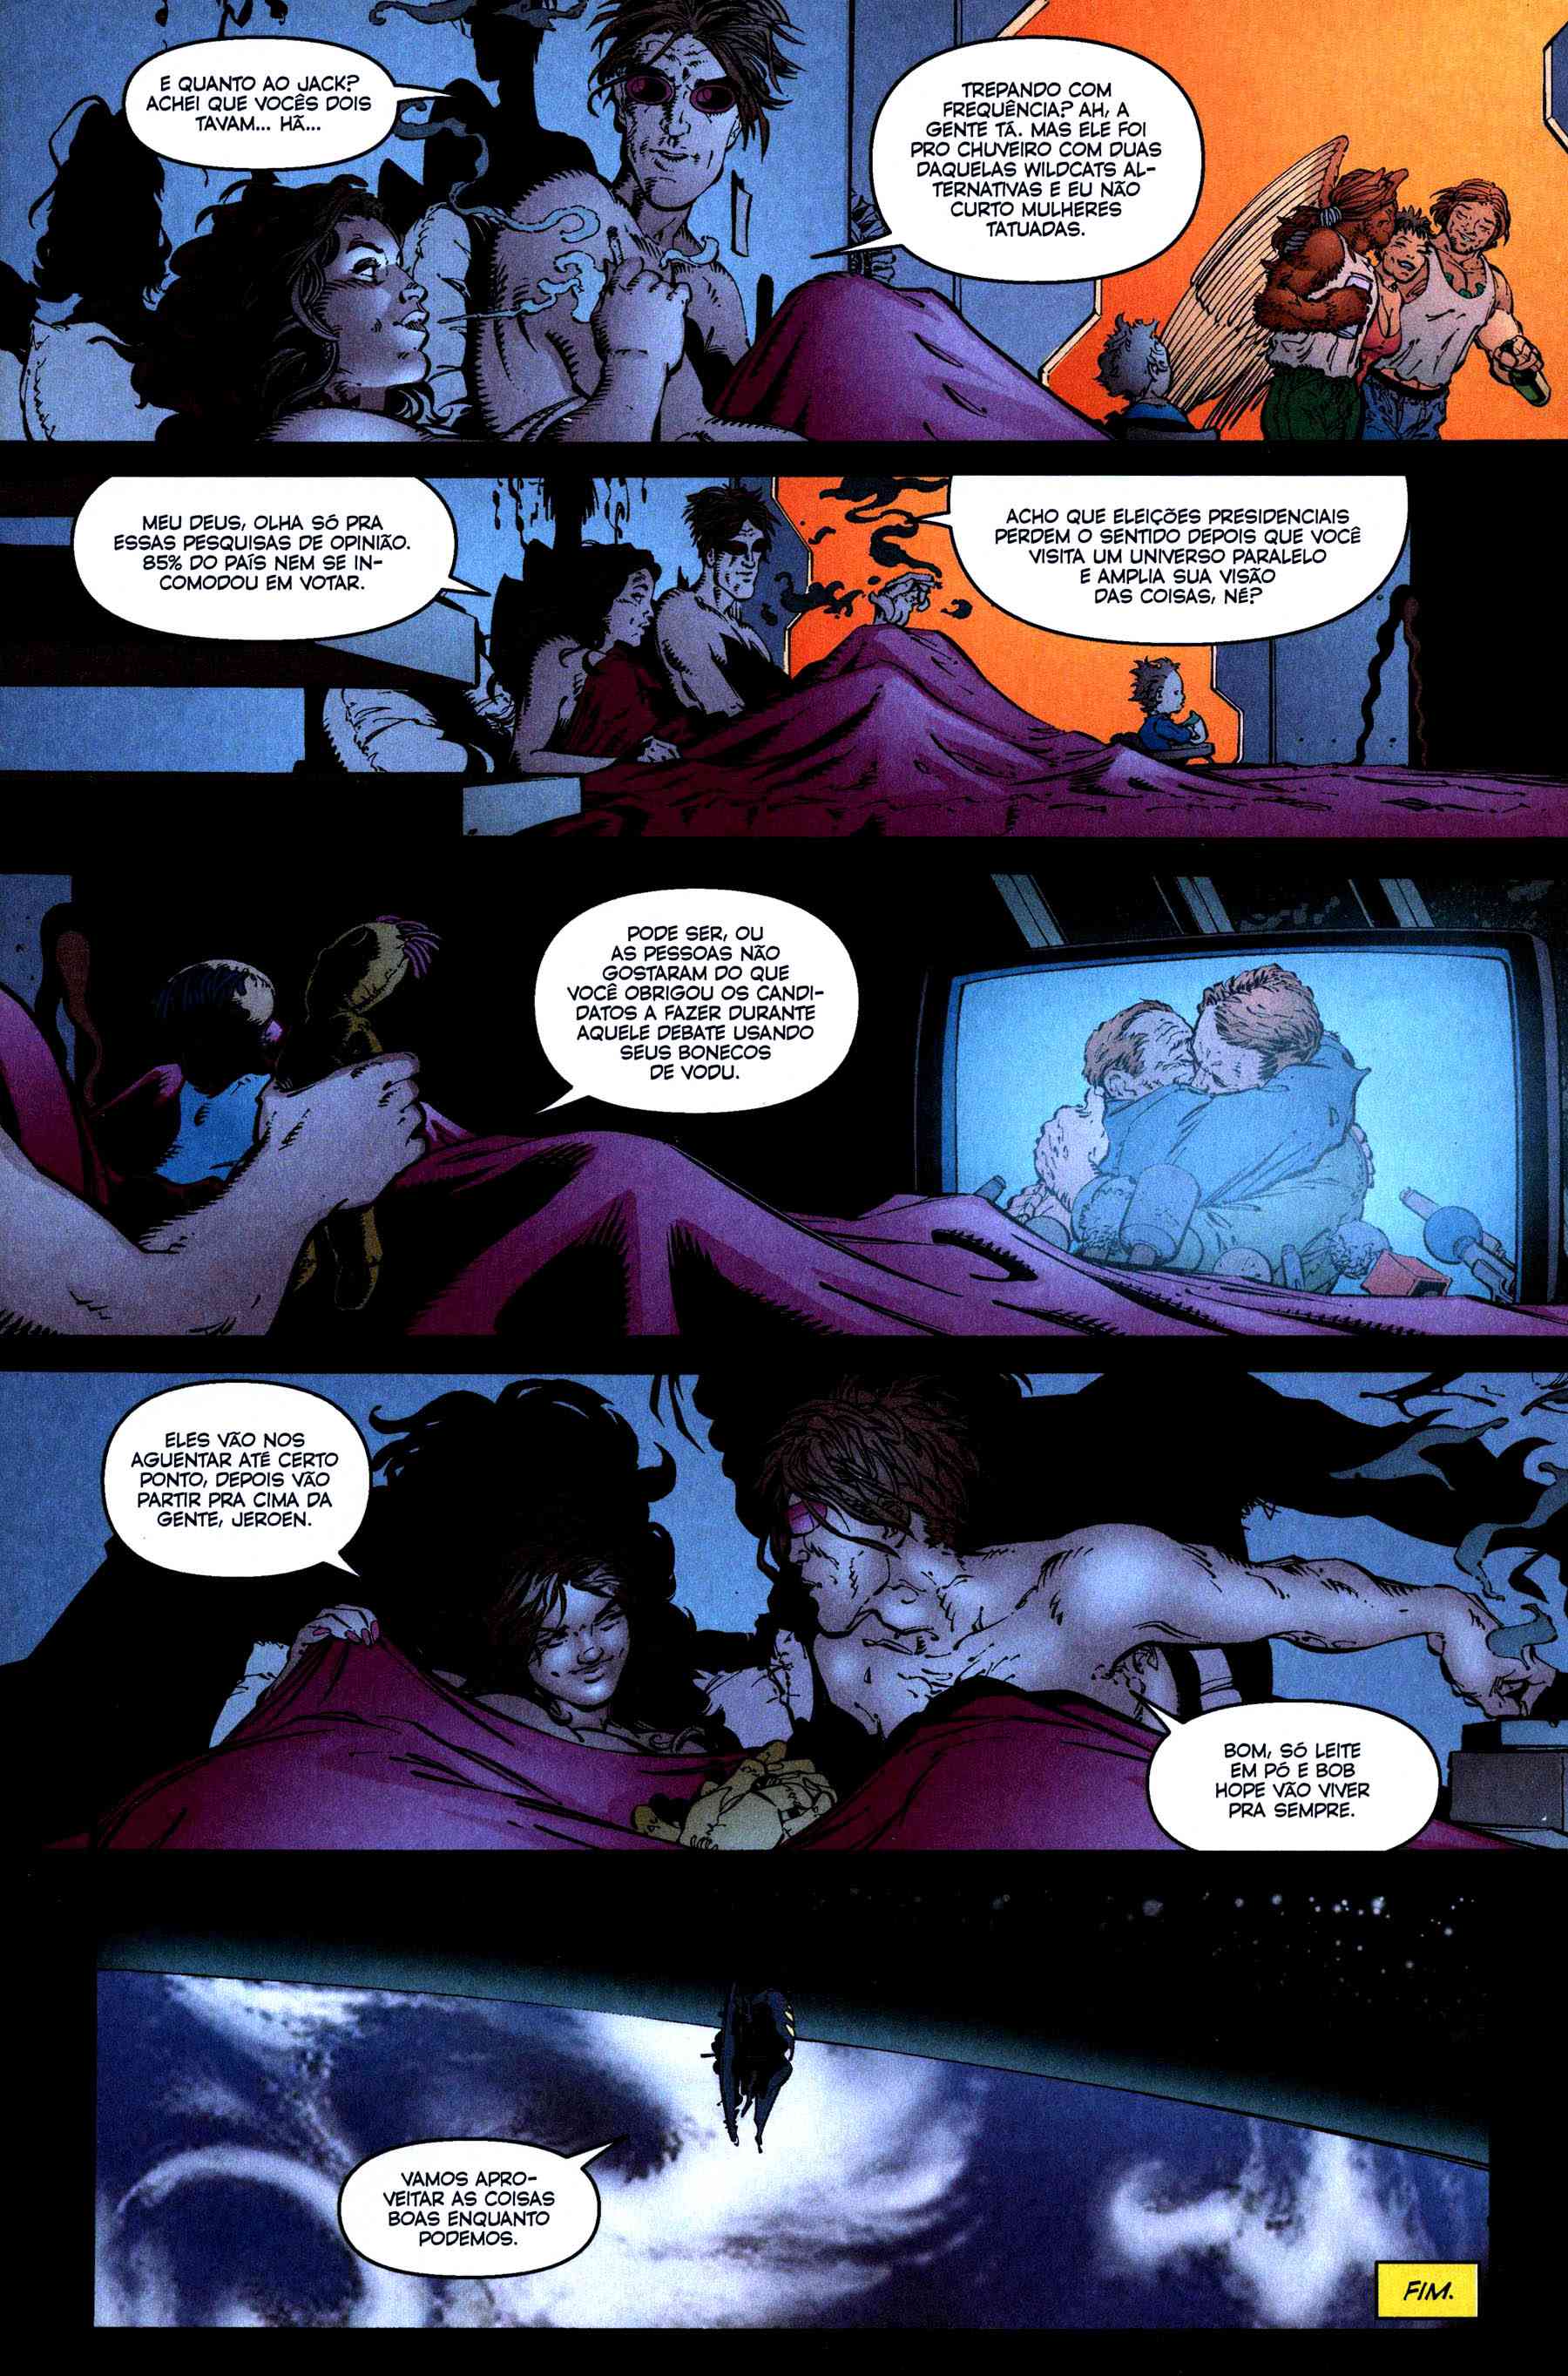 E QUANTO AO JACK?
ACHEI QUE VOCÊS DOIS
TAVAM... HÃ...
TREPANDO COM
FREQUÊNCIA? AH, A
GENTE TÁ. MAS ELE FOI
PRO CHUVEIRO COM DUAS
DAQUELAS WILDCATS AL-
TERNATIVAS E EU NÃO
CURTO MULHERES
TATUADAS.
MEU DEUS, OLHA SÓ PRA
ESSAS PESQUISAS DE OPINIÃO.
85% DO PAÍS NEM SE IN-
COMODOU EM VOTAR.
ACHO QUE ELEIÇÕES PRESIDENCIAIS
PERDEM O SENTIDO DEPOIS QUE VOCÊ
VISITA UM UNIVERSO PARALELO
E AMPLIA SUA VISÃO
DAS COISAS, NÉ?
PODE SER, OU
AS PESSOAS NÃO
GOSTARAM DO QUE
VOCÊ OBRIGOU OS CANDI-
DATOS A FAZER DURANTE
AQUELE DEBATE USANDO
SEUS BONECOS
DE VODU.
ELES VÃO NOS
AGUENTAR ATÉ CERTO
PONTO, DEPOIS VÃO
PARTIR PRA CIMA DA
GENTE, JEROEN.
BOM, SÓ LEITE
EM PÓ E BOB
HOPE VÃO VIVER
PRA SEMPRE.
VAMOS APRO-
VEITAR AS COISAS
BOAS ENQUANTO
PODEMOS.
FIM.